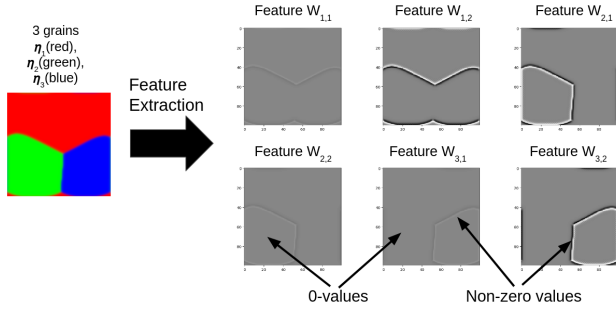 3 grains
η1(red),
η2(green),
η3(blue)
Feature
Extraction
Feature W1,1
Feature W1,2
Feature W2,1
Feature W2,2
Feature W3,1
Feature W3,2
0-values
Non-zero values